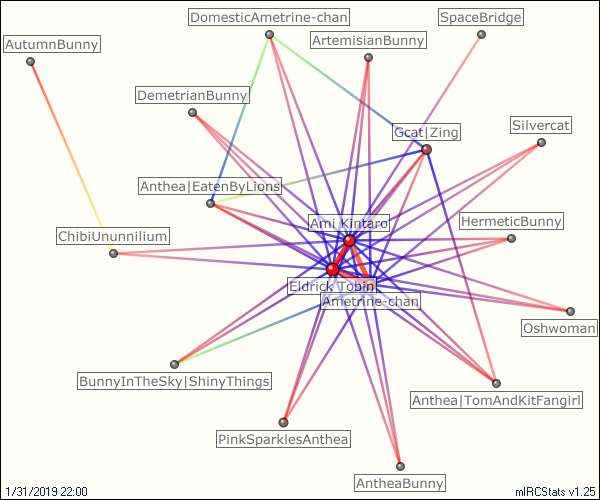 DomesticAmetrine-chan
SpaceBridge
AutumnBunny
ArtemisianBunny
DemetrianBunny
Silvercat
Gcat|Zing
Anthea|EatenByLions
Ami Kintaro
HermeticBunny
ChibiUnunnilium
Eldrick Tobin
Ametrine-chan
Oshwoman
BunnyInTheSky|ShinyThings
Anthea|TomAndKitFangirl
PinkSparklesAnthea
AntheaBunny
1/31/2019 22:00
mIRCStats v1.25